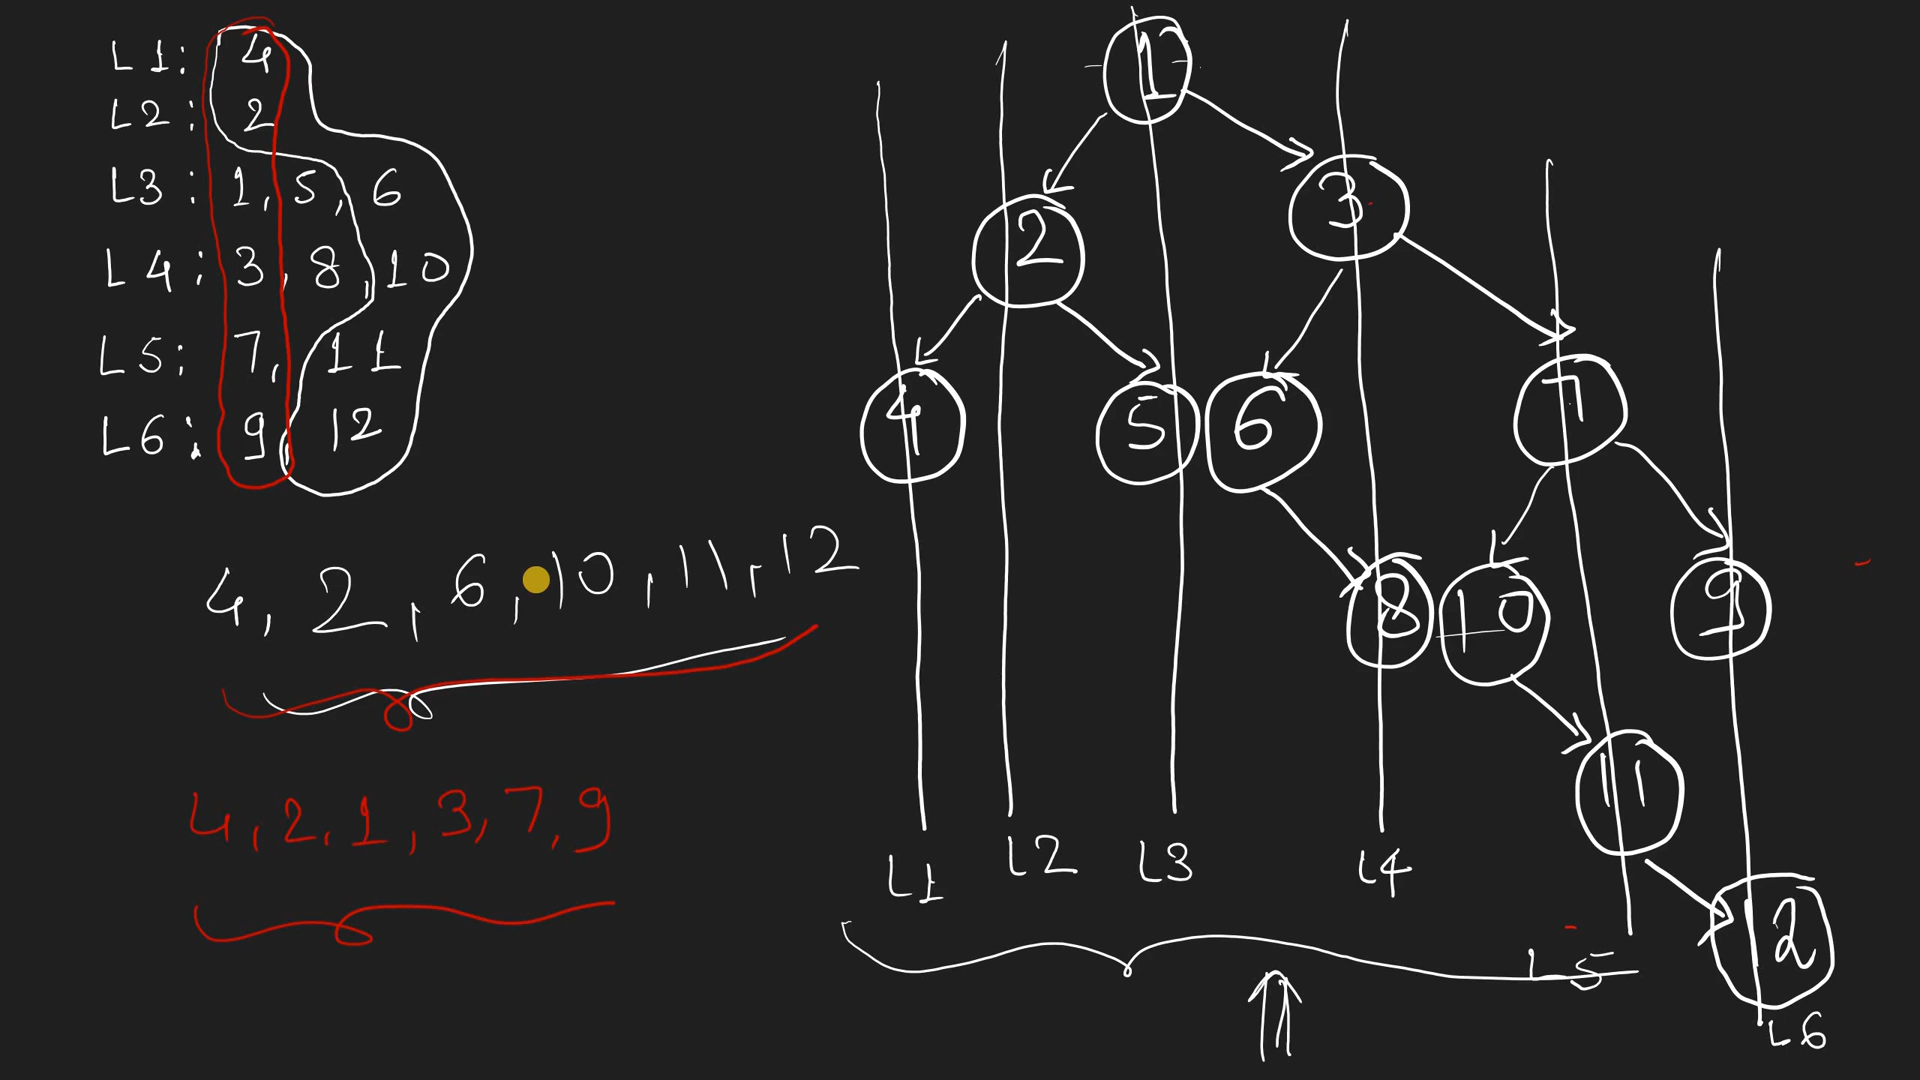 L1: 4
L2: 2
L3: 1, 5, 6
L4: 3, 8, 10
L5: 7, 11
L6: 9 12
4, 2, 6, 10, 11, 12
4, 2, 1, 3, 7, 9
1
2
3
4
5
6
7
8
10
9
11
12
L1
L2
L3
L4
L5
L6